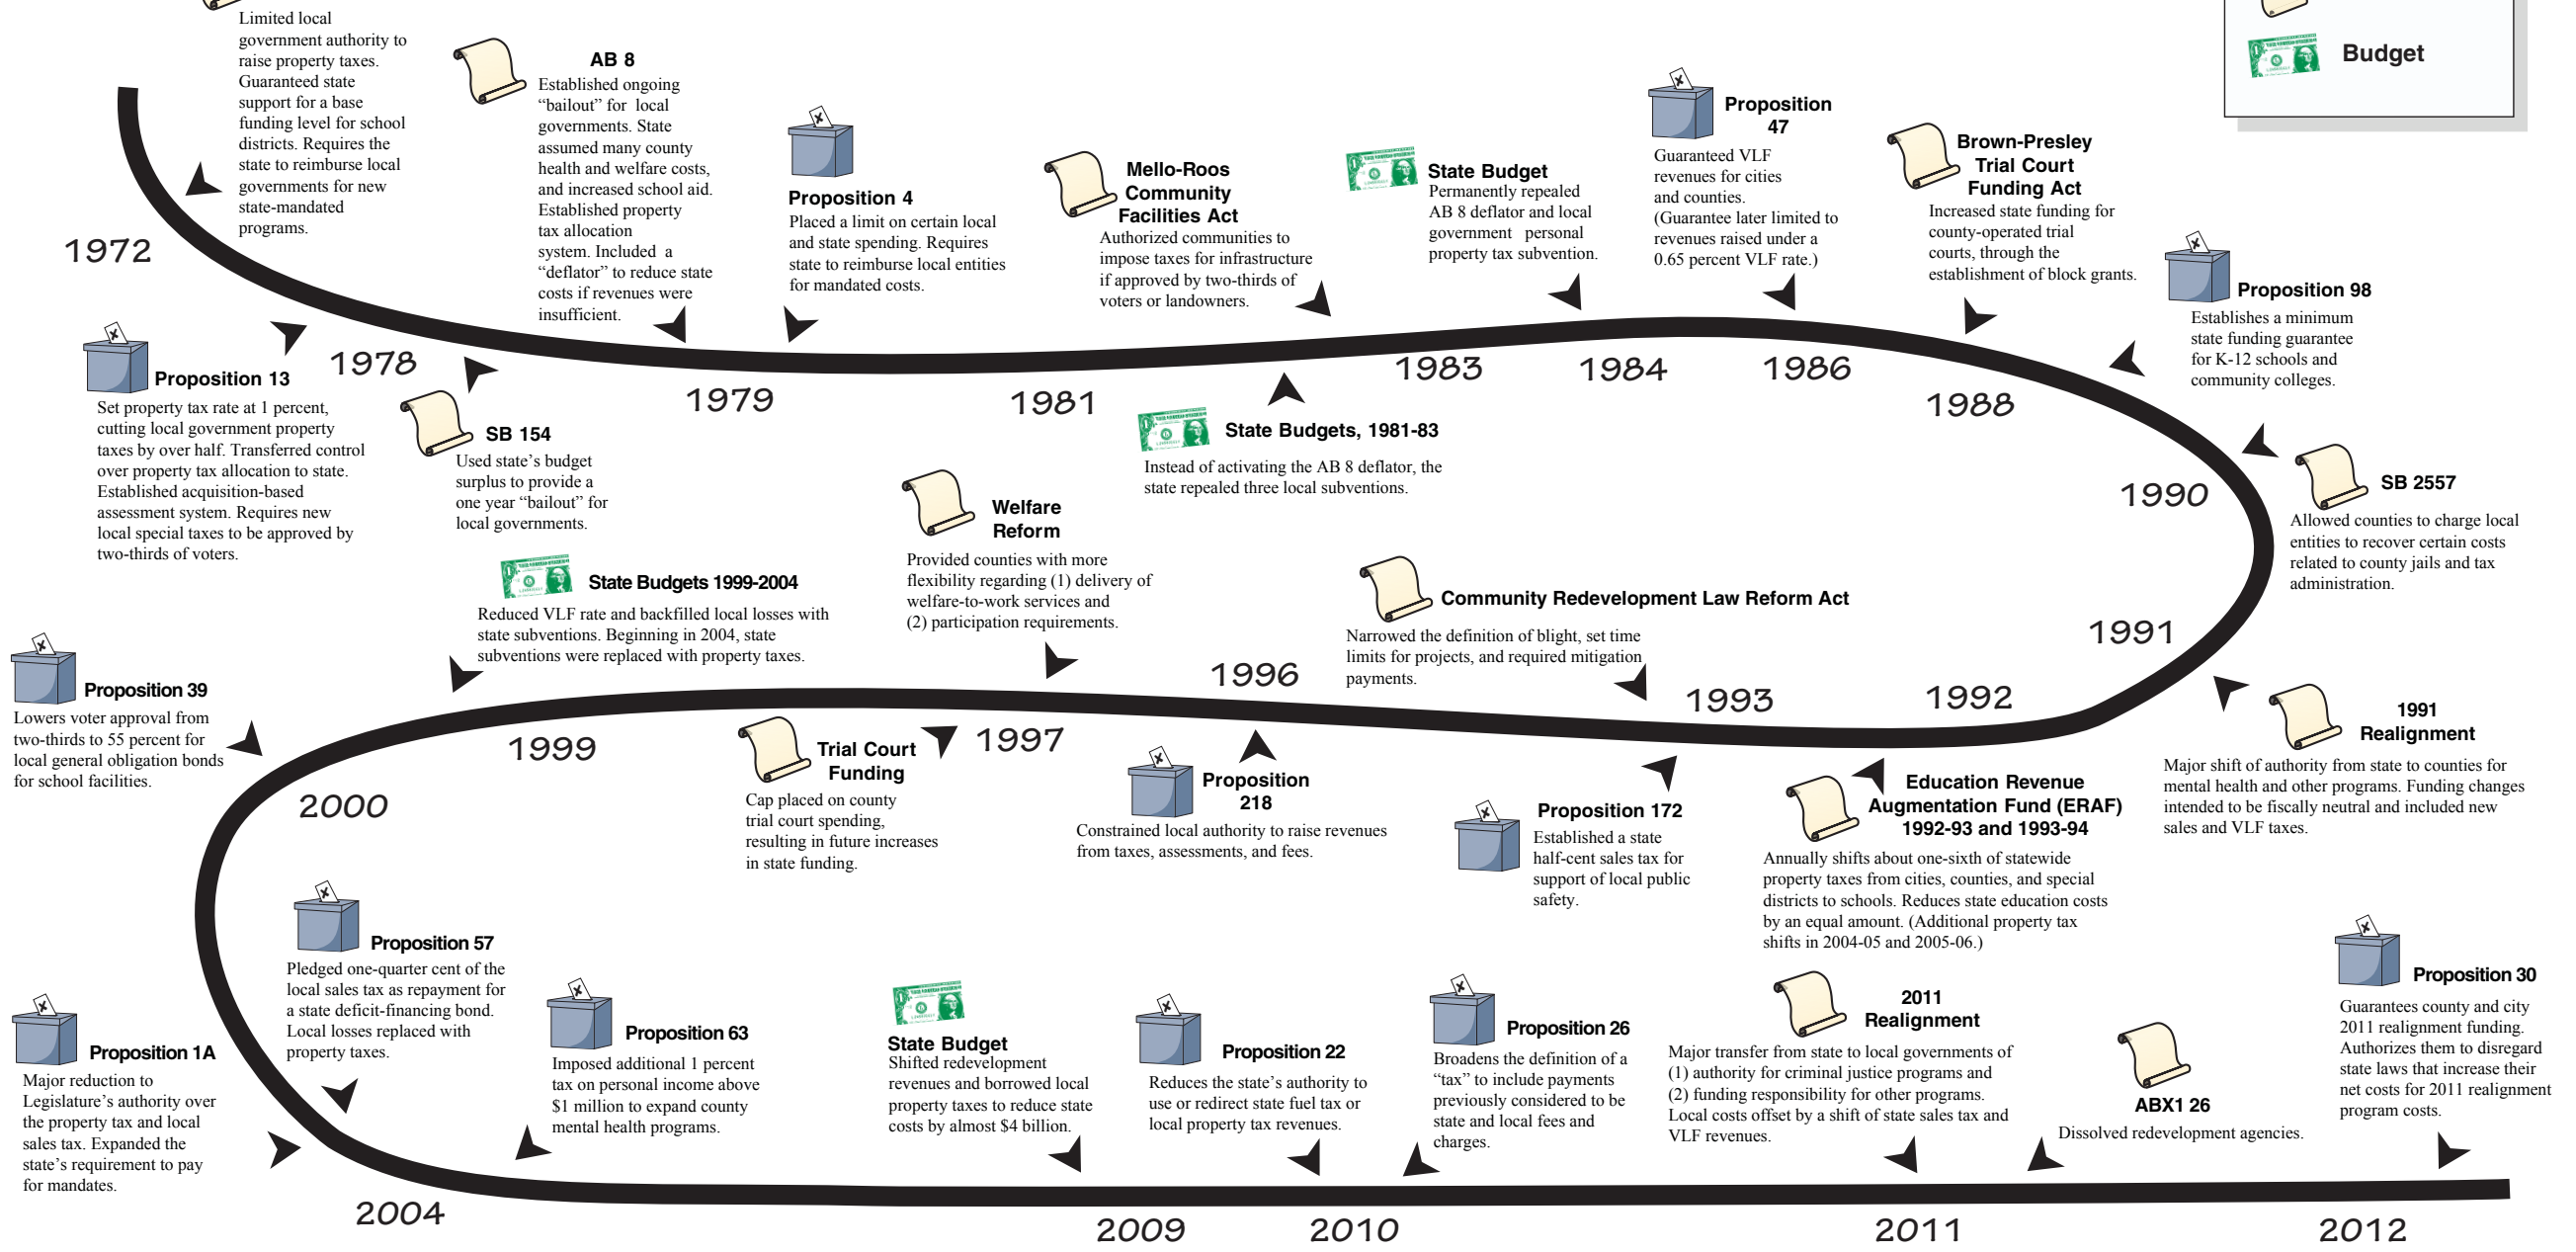 Limited local
government authority to
raise property taxes.
Guaranteed state
support for a base
funding level for school
districts. Requires the
state to reimburse local
governments for new
state-mandated
programs.
1972
Proposition 13
Set property tax rate at 1 percent,
cutting local government property
taxes by over half. Transferred control
over property tax allocation to state.
Established acquisition-based
assessment system. Requires new
local special taxes to be approved by
two-thirds of voters.
1978
SB 154
Used state’s budget
surplus to provide a
one year “bailout” for
local governments.
AB 8
Established ongoing
“bailout” for local
governments. State
assumed many county
health and welfare costs,
and increased school aid.
Established property
tax allocation
system. Included a
“deflator” to reduce state
costs if revenues were
insufficient.
1979
Proposition 4
Placed a limit on certain local
and state spending. Requires
state to reimburse local entities
for mandated costs.
1981
Mello-Roos
Community
Facilities Act
Authorized communities to
impose taxes for infrastructure
if approved by two-thirds of
voters or landowners.
State Budgets, 1981-83
Instead of activating the AB 8 deflator, the
state repealed three local subventions.
1983
State Budget
Permanently repealed
AB 8 deflator and local
government personal
property tax subvention.
1984
Proposition
47
Guaranteed VLF
revenues for cities
and counties.
(Guarantee later limited to
revenues raised under a
0.65 percent VLF rate.)
1986
Brown-Presley
Trial Court
Funding Act
Increased state funding for
county-operated trial
courts, through the
establishment of block grants.
1988
Proposition 98
Establishes a minimum
state funding guarantee
for K-12 schools and
community colleges.
Budget
1990
SB 2557
Allowed counties to charge local
entities to recover certain costs
related to county jails and tax
administration.
1991
1991
Realignment
Major shift of authority from state to counties for
mental health and other programs. Funding changes
intended to be fiscally neutral and included new
sales and VLF taxes.
1992
Education Revenue
Augmentation Fund (ERAF)
1992-93 and 1993-94
Annually shifts about one-sixth of statewide
property taxes from cities, counties, and special
districts to schools. Reduces state education costs
by an equal amount. (Additional property tax
shifts in 2004-05 and 2005-06.)
1993
Community Redevelopment Law Reform Act
Narrowed the definition of blight, set time
limits for projects, and required mitigation
payments.
Proposition 172
Established a state
half-cent sales tax for
support of local public
safety.
1996
Proposition
218
Constrained local authority to raise revenues
from taxes, assessments, and fees.
1997
Welfare
Reform
Provided counties with more
flexibility regarding (1) delivery of
welfare-to-work services and
(2) participation requirements.
Trial Court
Funding
Cap placed on county
trial court spending,
resulting in future increases
in state funding.
1999
State Budgets 1999-2004
Reduced VLF rate and backfilled local losses with
state subventions. Beginning in 2004, state
subventions were replaced with property taxes.
2000
Proposition 39
Lowers voter approval from
two-thirds to 55 percent for
local general obligation bonds
for school facilities.
Proposition 1A
Major reduction to
Legislature’s authority over
the property tax and local
sales tax. Expanded the
state’s requirement to pay
for mandates.
Proposition 57
Pledged one-quarter cent of the
local sales tax as repayment for
a state deficit-financing bond.
Local losses replaced with
property taxes.
2004
Proposition 63
Imposed additional 1 percent
tax on personal income above
$1 million to expand county
mental health programs.
State Budget
Shifted redevelopment
revenues and borrowed local
property taxes to reduce state
costs by almost $4 billion.
2009
Proposition 22
Reduces the state’s authority to
use or redirect state fuel tax or
local property tax revenues.
2010
Proposition 26
Broadens the definition of a
“tax” to include payments
previously considered to be
state and local fees and
charges.
2011
Realignment
Major transfer from state to local governments of
(1) authority for criminal justice programs and
(2) funding responsibility for other programs.
Local costs offset by a shift of state sales tax and
VLF revenues.
2011
ABX1 26
Dissolved redevelopment agencies.
Proposition 30
Guarantees county and city
2011 realignment funding.
Authorizes them to disregard
state laws that increase their
net costs for 2011 realignment
program costs.
2012